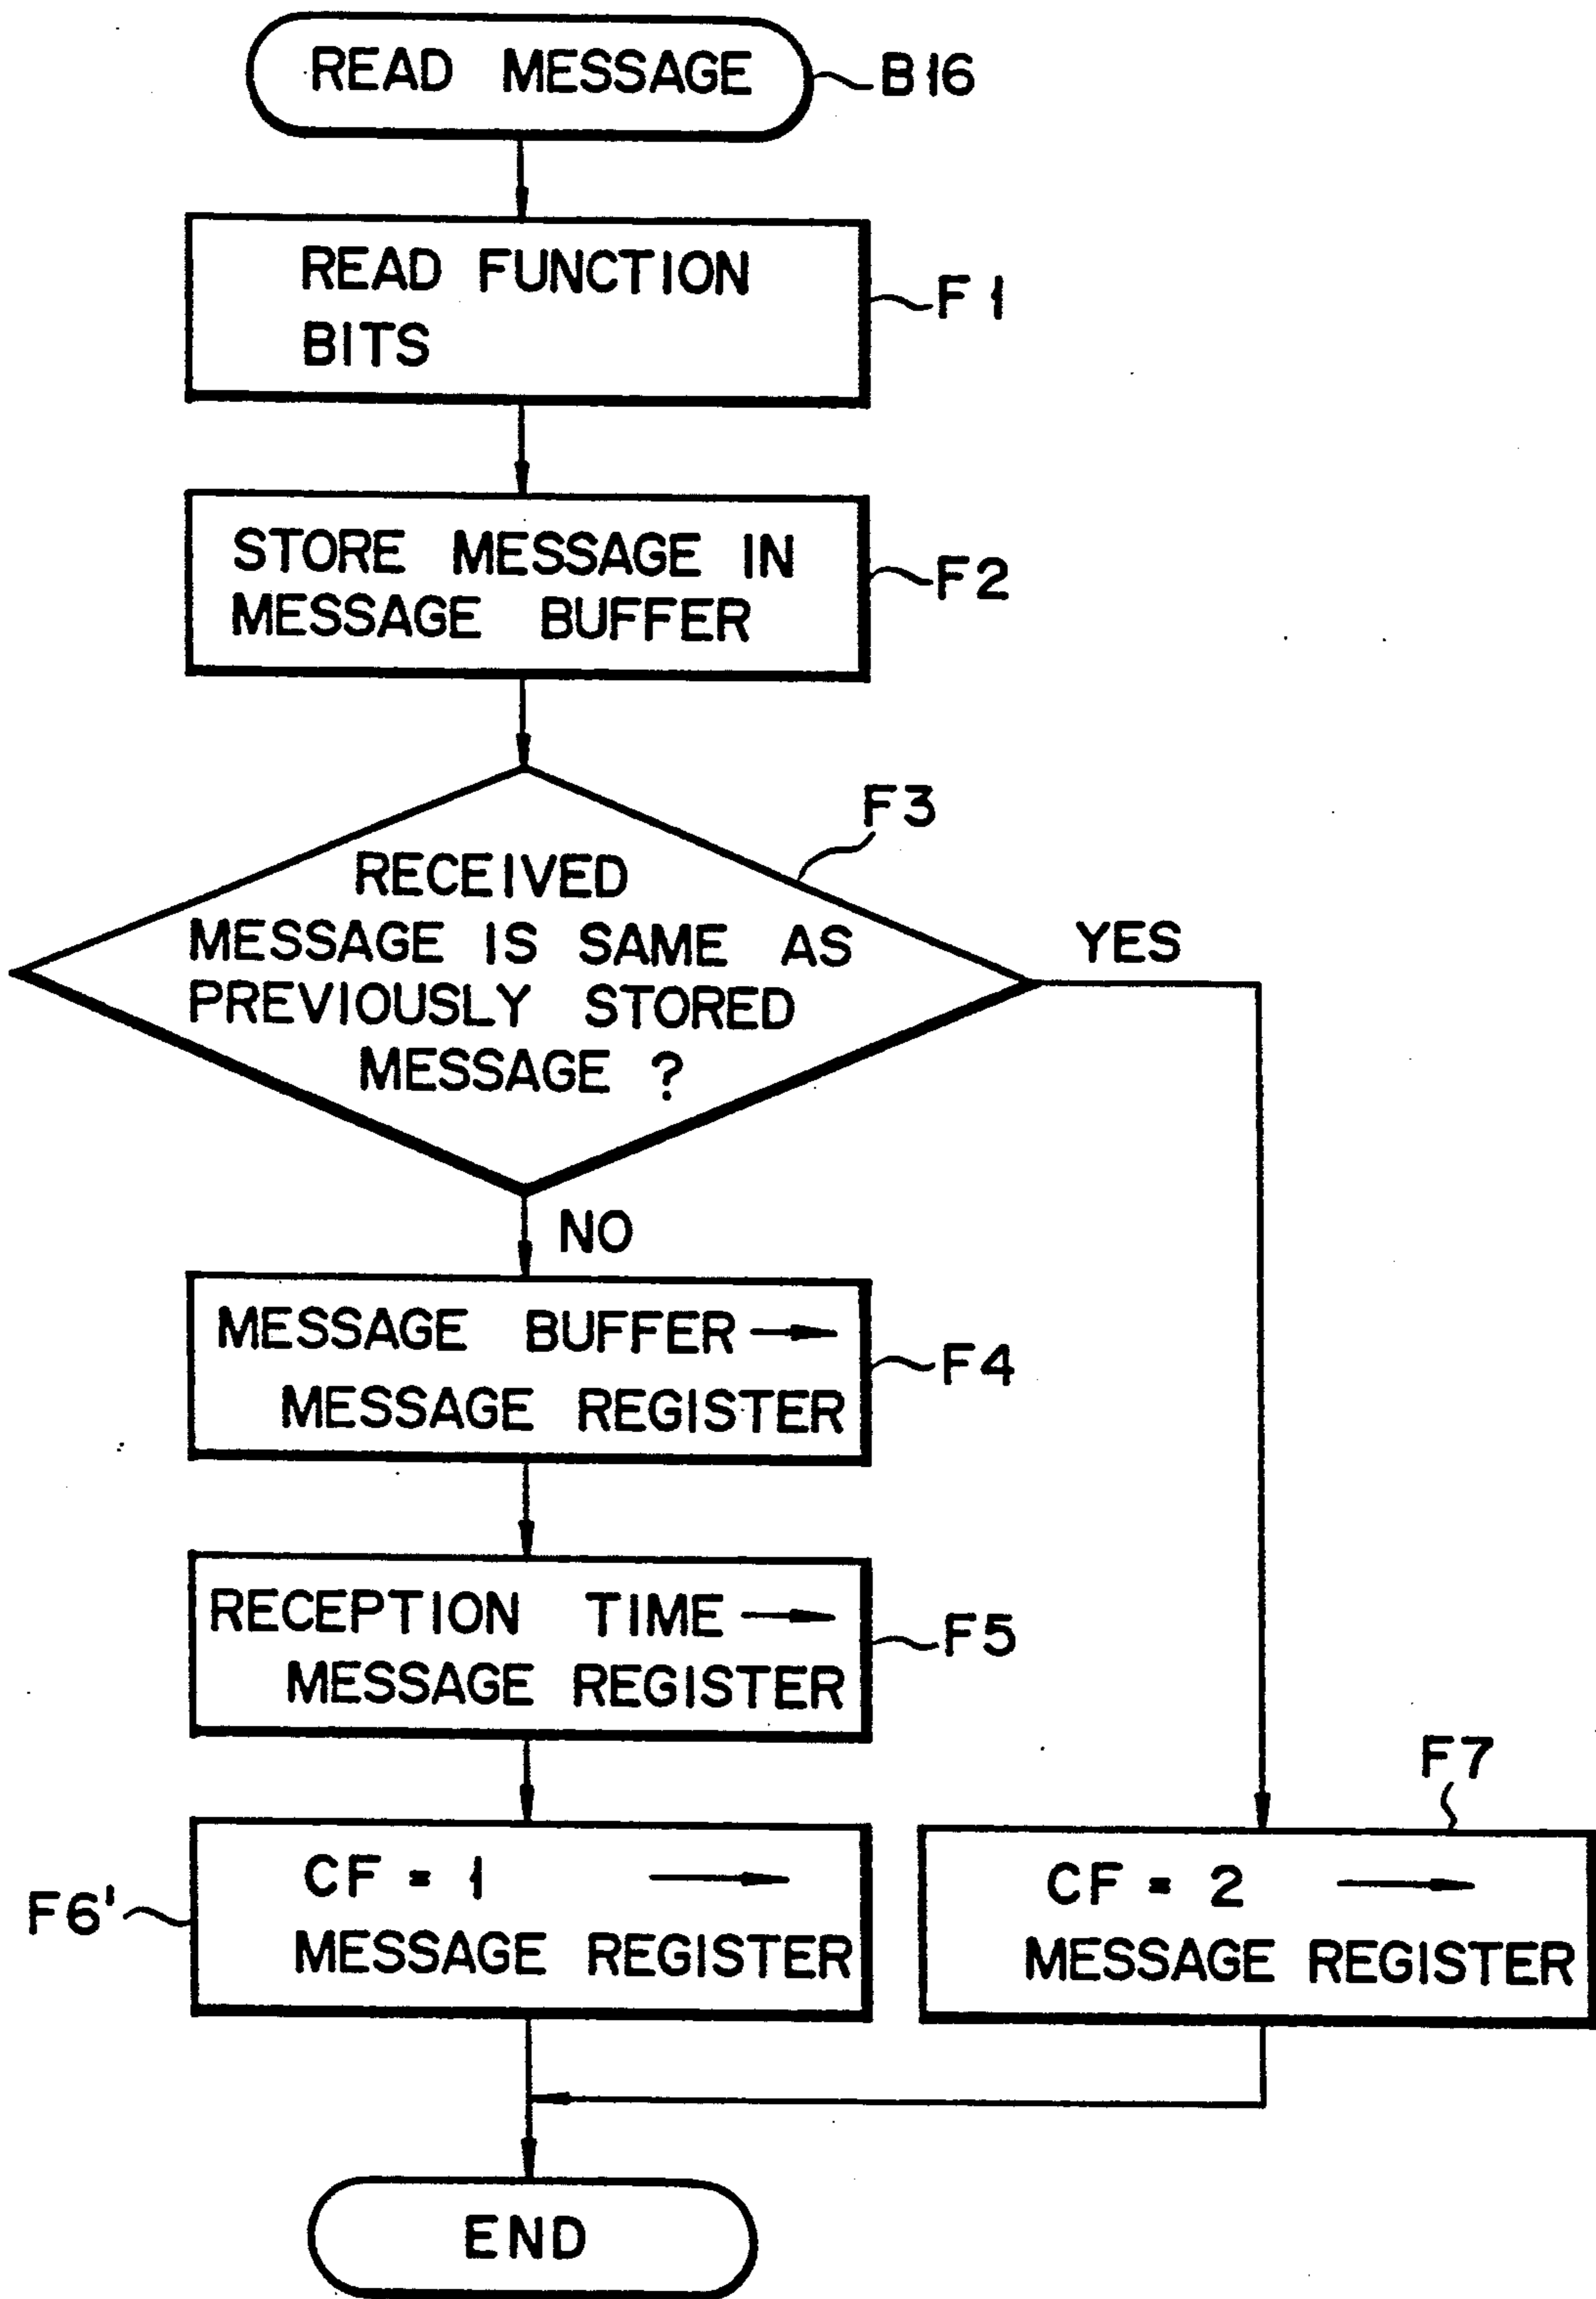 READ MESSAGE
B16
READ FUNCTION
BITS
F1
STORE MESSAGE IN
MESSAGE BUFFER
F2
F3
RECEIVED
MESSAGE IS SAME AS
PREVIOUSLY STORED
MESSAGE ?
YES
NO
MESSAGE BUFFER →
MESSAGE REGISTER
F4
RECEPTION TIME →
MESSAGE REGISTER
F5
F6'
CF = 1 →
MESSAGE REGISTER
F7
CF = 2 →
MESSAGE REGISTER
END